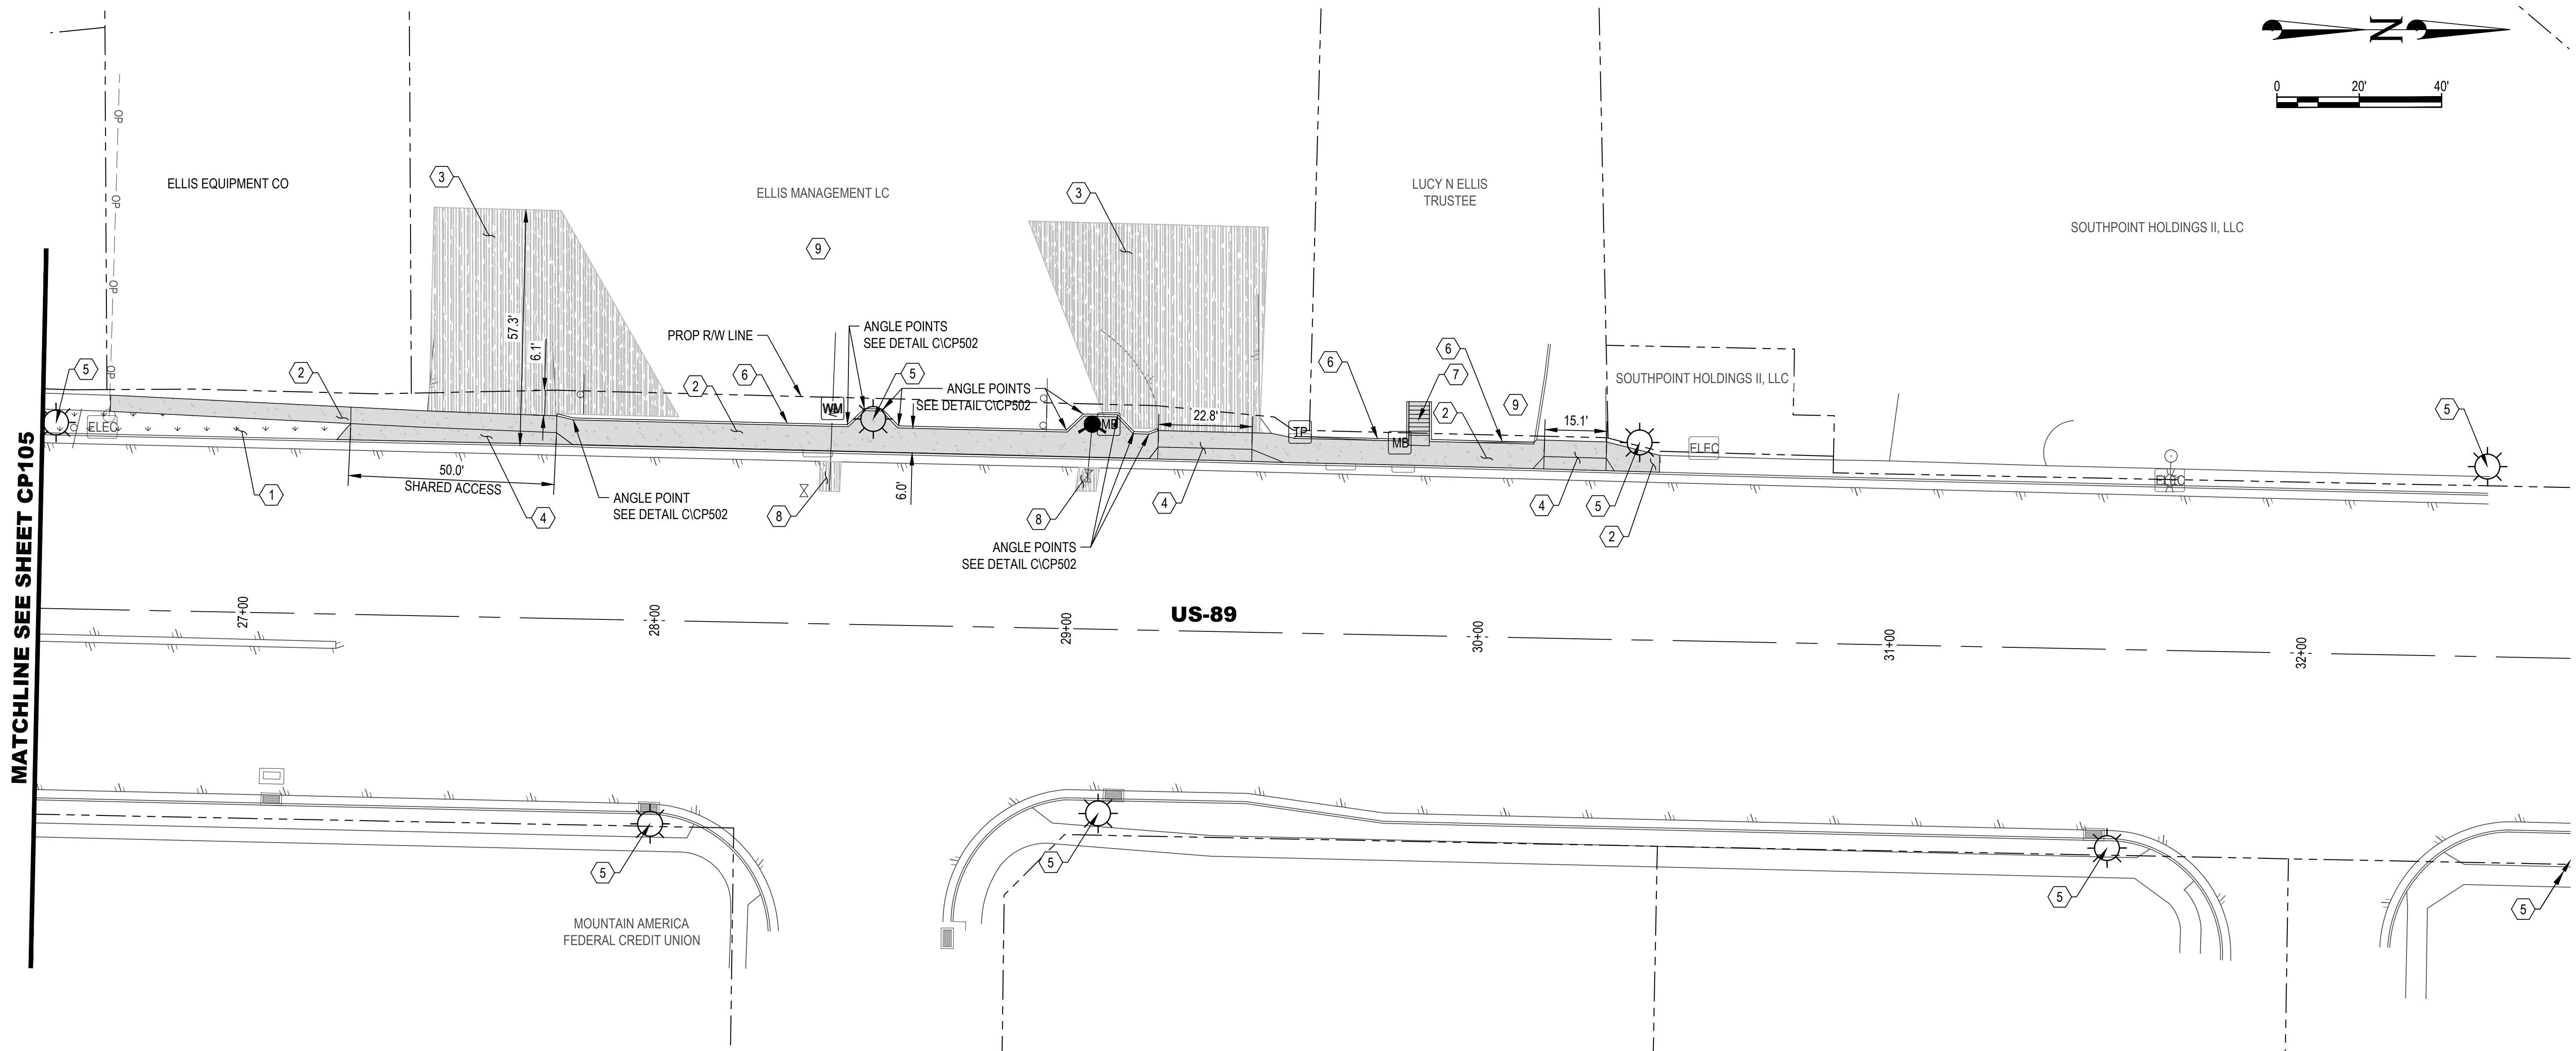 N
0 20' 40'
OP
OP
OP
OP
ELLIS EQUIPMENT CO
3
ELLIS MANAGEMENT LC
9
3
LUCY N ELLIS
TRUSTEE
SOUTHPOINT HOLDINGS II, LLC
57.3'
6.1'
PROP R/W LINE
ANGLE POINTS
SEE DETAIL C\CP502
5
2
2
6
WM
5
ANGLE POINTS
SEE DETAIL C\CP502
MB
22.8'
TP
6
6
7
MB
2
9
15.1'
SOUTHPOINT HOLDINGS II, LLC
ELEC
ELEC
5
ELEC
1
50.0'
SHARED ACCESS
4
ANGLE POINT
SEE DETAIL C\CP502
8
6.0'
8
4
ANGLE POINTS
SEE DETAIL C\CP502
4
5
2
MATCHLINE SEE SHEET CP105
27+00
28+00
29+00
US-89
30+00
31+00
32+00
5
5
5
5
MOUNTAIN AMERICA
FEDERAL CREDIT UNION